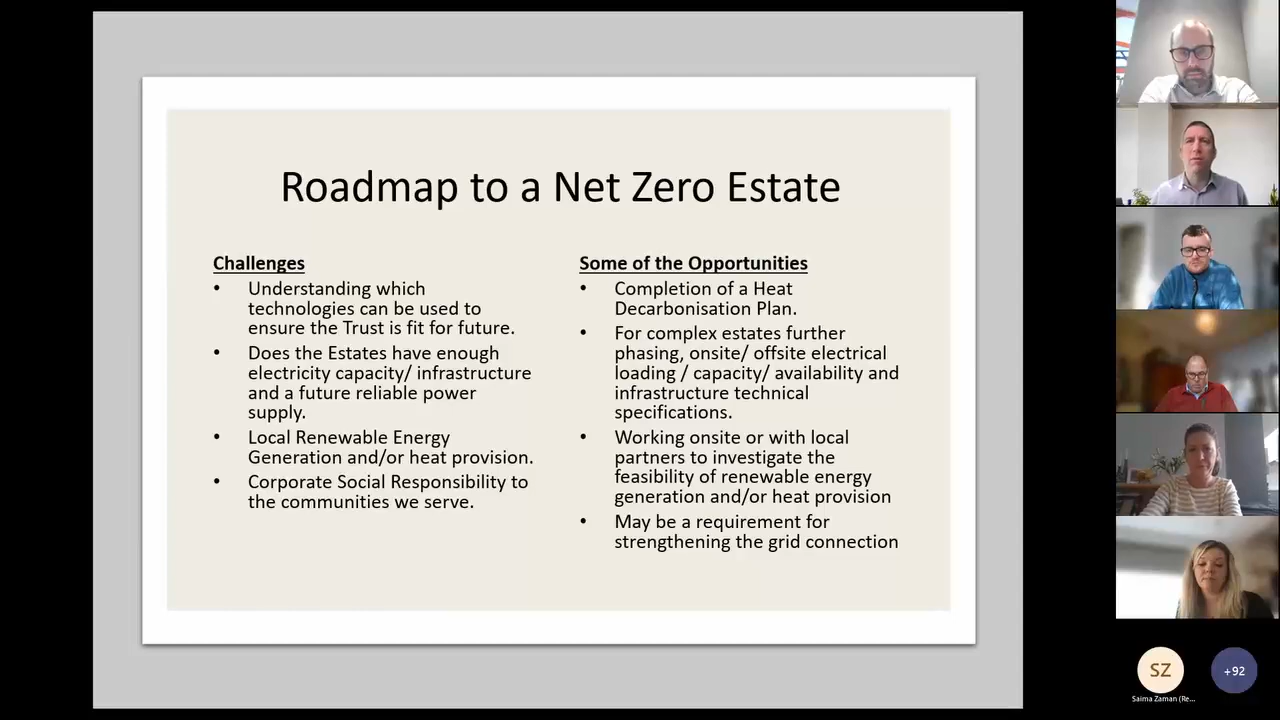 Roadmap to a Net Zero Estate
Challenges
• Understanding which
technologies can be used to
ensure the Trust is fit for future.
• Does the Estates have enough
electricity capacity/ infrastructure
and a future reliable power
supply.
• Local Renewable Energy
Generation and/or heat provision.
• Corporate Social Responsibility to
the communities we serve.
Some of the Opportunities
• Completion of a Heat
Decarbonisation Plan.
• For complex estates further
phasing, onsite/ offsite electrical
loading / capacity/ availability and
infrastructure technical
specifications.
• Working onsite or with local
partners to investigate the
feasibility of renewable energy
generation and/or heat provision
• May be a requirement for
strengthening the grid connection
SZ
+92
Saima Zaman (Re...